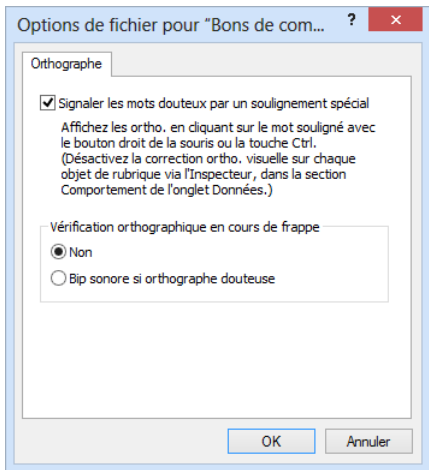 Options de fichier pour "Bons de com...
?
Orthographe
Signaler les mots douteux par un soulignement spécial
Affichez les ortho. en cliquant sur le mot souligné avec
le bouton droit de la souris ou la touche Ctrl.
(Désactivez la correction ortho. visuelle sur chaque
objet de rubrique via l'Inspecteur, dans la section
Comportement de l'onglet Données.)
Vérification orthographique en cours de frappe
Non
Bip sonore si orthographe douteuse
OK Annuler